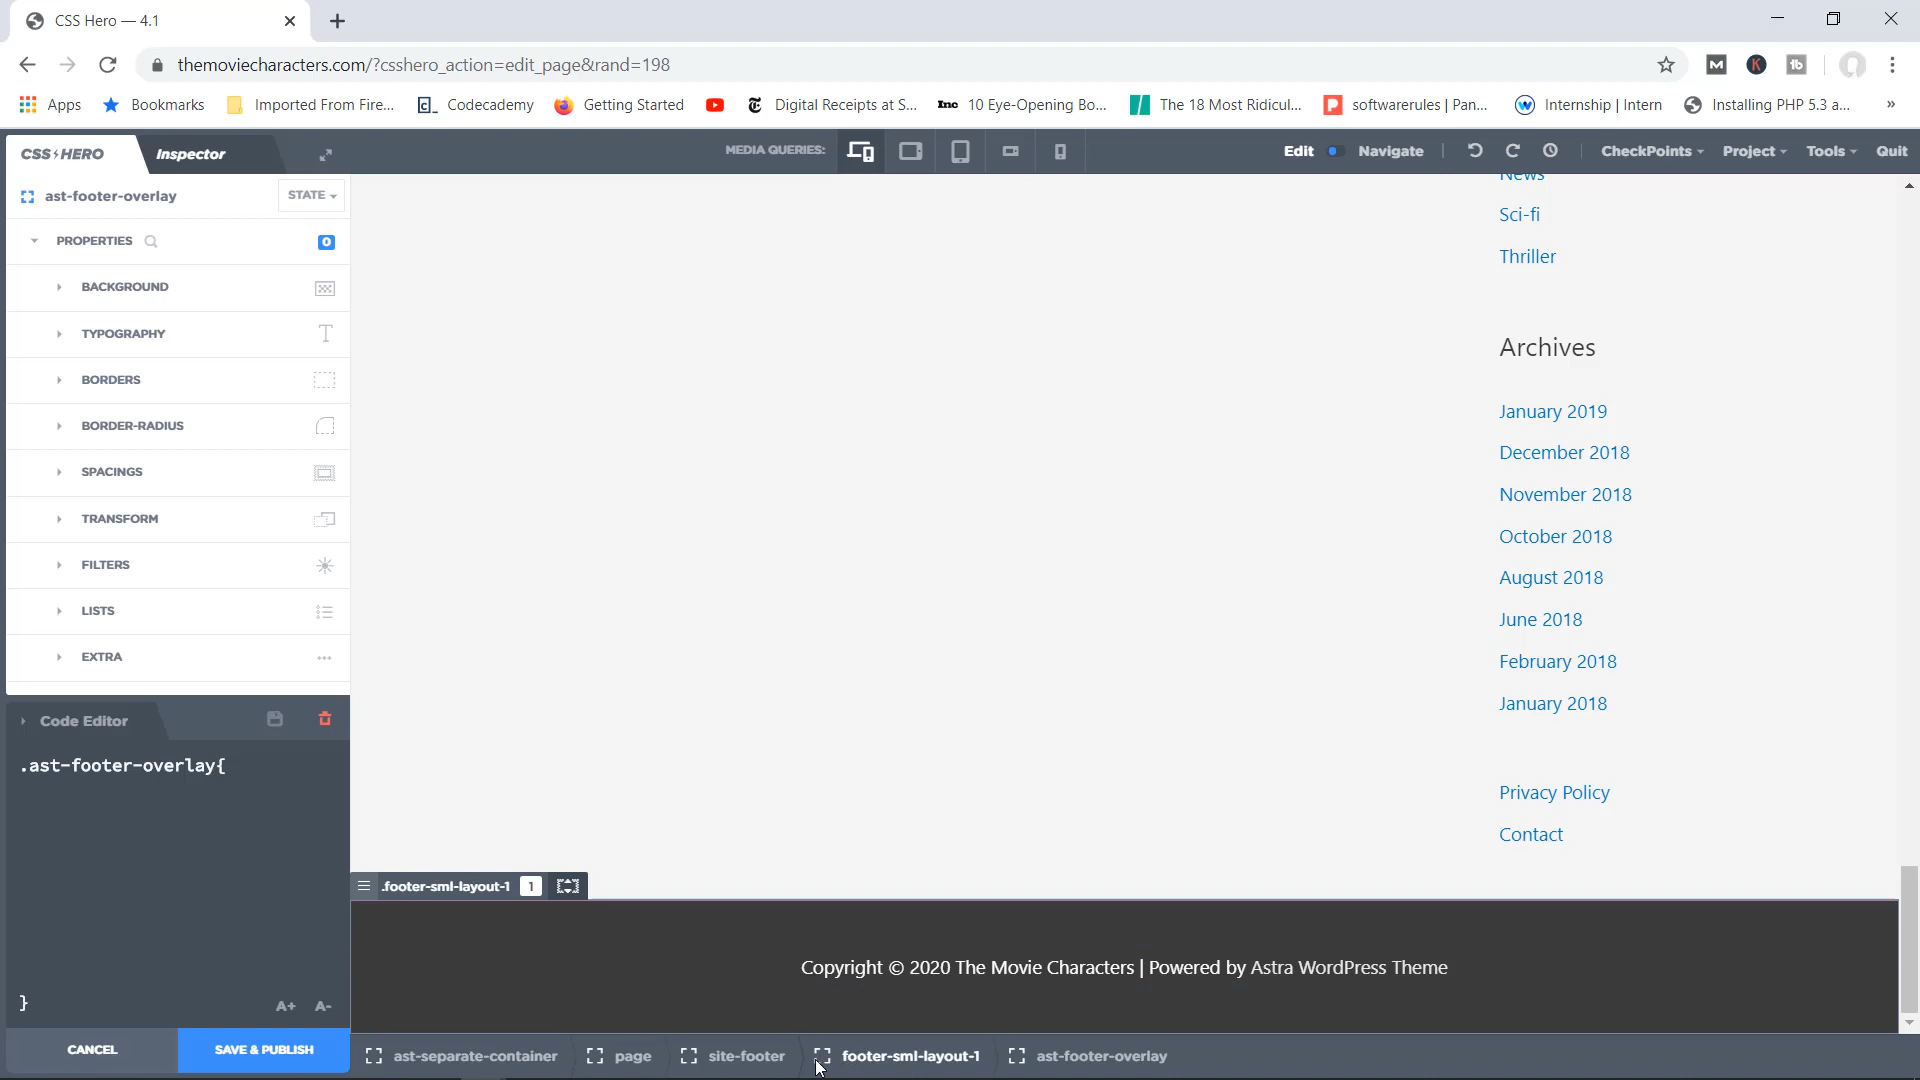 CSS Hero — 4.1
themoviecharacters.com/?csshero_action=edit_page&rand=198
Apps Bookmarks Imported From Fire... Codecademy Getting Started Digital Receipts at S... Inc 10 Eye-Opening Bo... The 18 Most Ridicul... softwarerules | Pan... Internship | Intern Installing PHP 5.3 a... »
CSS HERO Inspector MEDIA QUERIES: Edit Navigate CheckPoints Project Tools Quit
ast-footer-overlay STATE
PROPERTIES 0
BACKGROUND
TYPOGRAPHY
BORDERS
BORDER-RADIUS
SPACINGS
TRANSFORM
FILTERS
LISTS
EXTRA
Code Editor
.ast-footer-overlay{
}
A+ A-
CANCEL SAVE & PUBLISH
News
Sci-fi
Thriller
Archives
January 2019
December 2018
November 2018
October 2018
August 2018
June 2018
February 2018
January 2018
Privacy Policy
Contact
.footer-sml-layout-1 1
Copyright © 2020 The Movie Characters | Powered by Astra WordPress Theme
ast-separate-container page site-footer footer-sml-layout-1 ast-footer-overlay